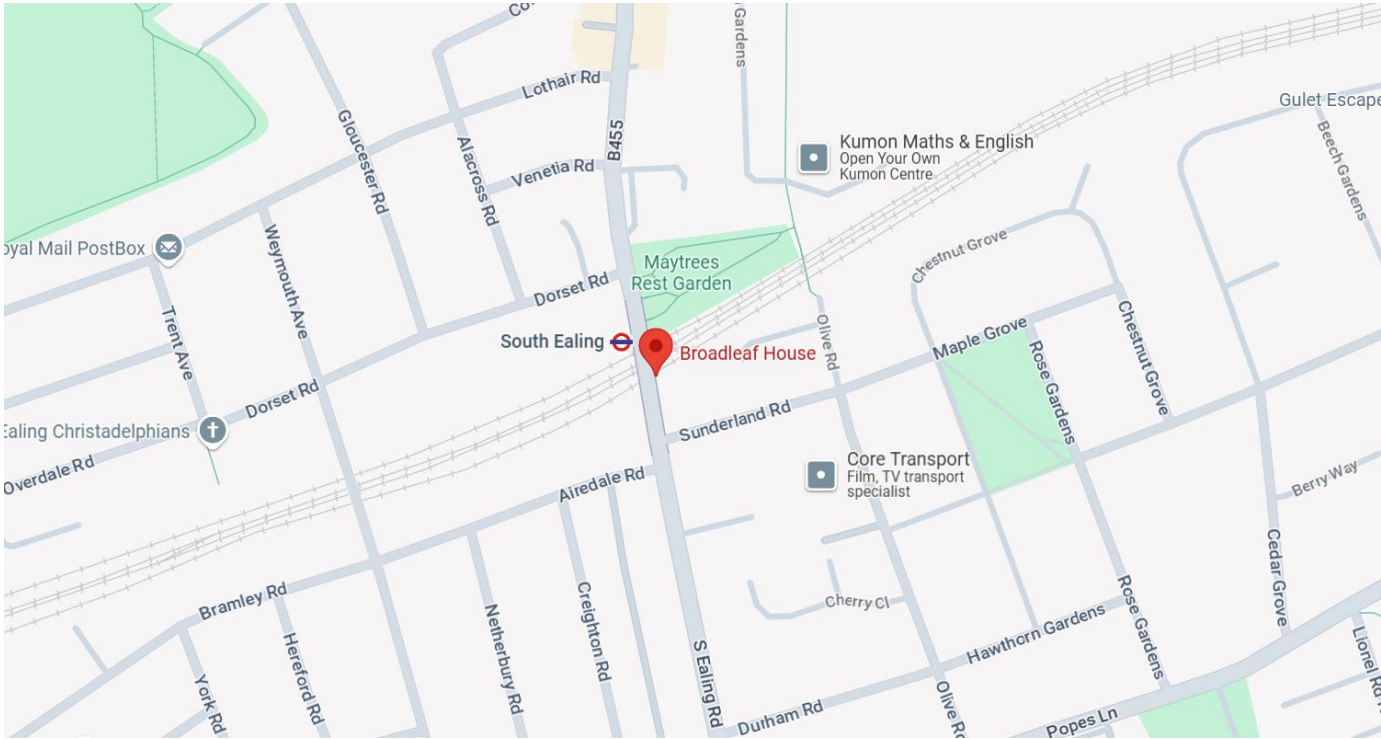 Co
Gardens
Lothair Rd
B455
Gloucester Rd
Alacross Rd
Gulet Escape
Kumon Maths & English
Open Your Own
Kumon Centre
Beech Gardens
Venetia Rd
oyal Mail PostBox
Weymouth Ave
Chestnut Grove
Maytrees
Rest Garden
Dorset Rd
Trent Ave
Olive Rd
Maple Grove
Chestnut Grove
South Ealing
Broadleaf House
Rose Gardens
Dorset Rd
Sunderland Rd
Ealing Christadelphians
Overdale Rd
Core Transport
Film, TV transport
specialist
Airedale Rd
Berry Way
Cedar Grove
Bramley Rd
Creighton Rd
Netherbury Rd
Cherry Cl
Rose Gardens
Hereford Rd
Hawthorn Gardens
S Ealing Rd
Lionel Rd N
York Rd
Olive Rd
Durham Rd
Popes Ln